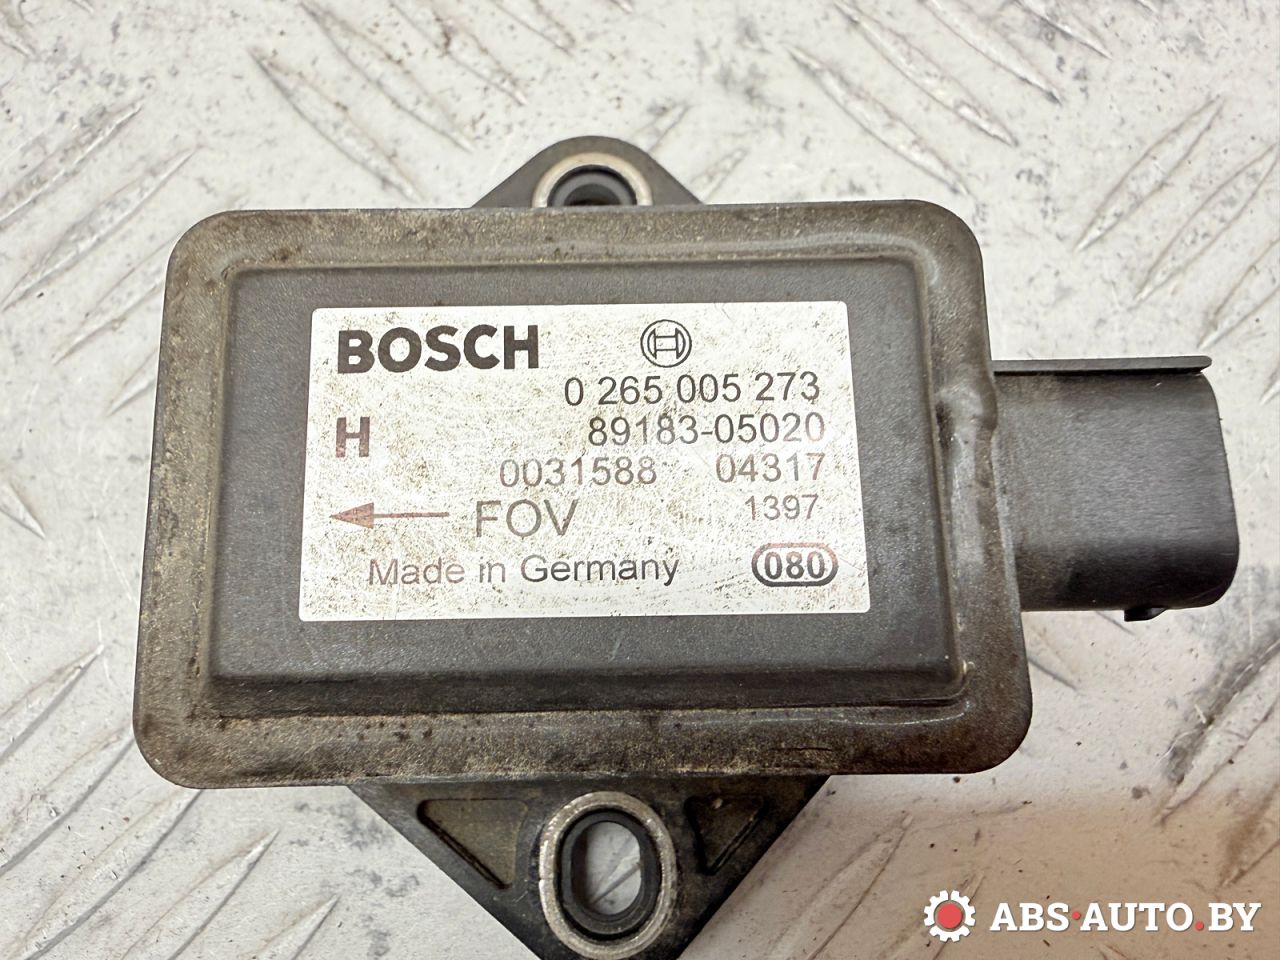 BOSCH
0 265 005 273
H 89183-05020
0031588 04317
FOV 1397
Made in Germany 080
ABS-AUTO.BY